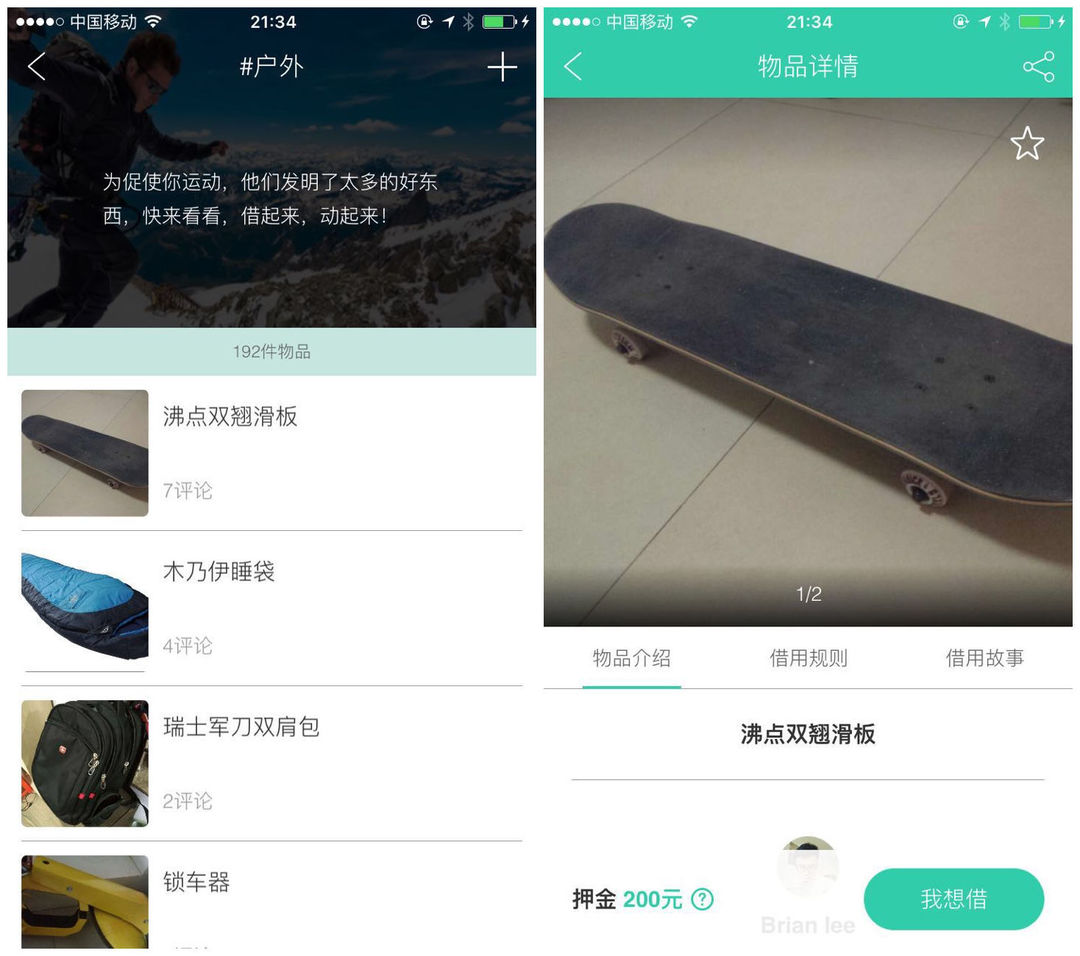 中国移动
21:34
#户外
为促使你运动，他们发明了太多的好东
西，快来看看，借起来，动起来！
192件物品
沸点双翘滑板
7评论
木乃伊睡袋
4评论
瑞士军刀双肩包
2评论
锁车器
中国移动
21:34
物品详情
1/2
物品介绍
借用规则
借用故事
沸点双翘滑板
押金 200元 ?
Brian lee
我想借